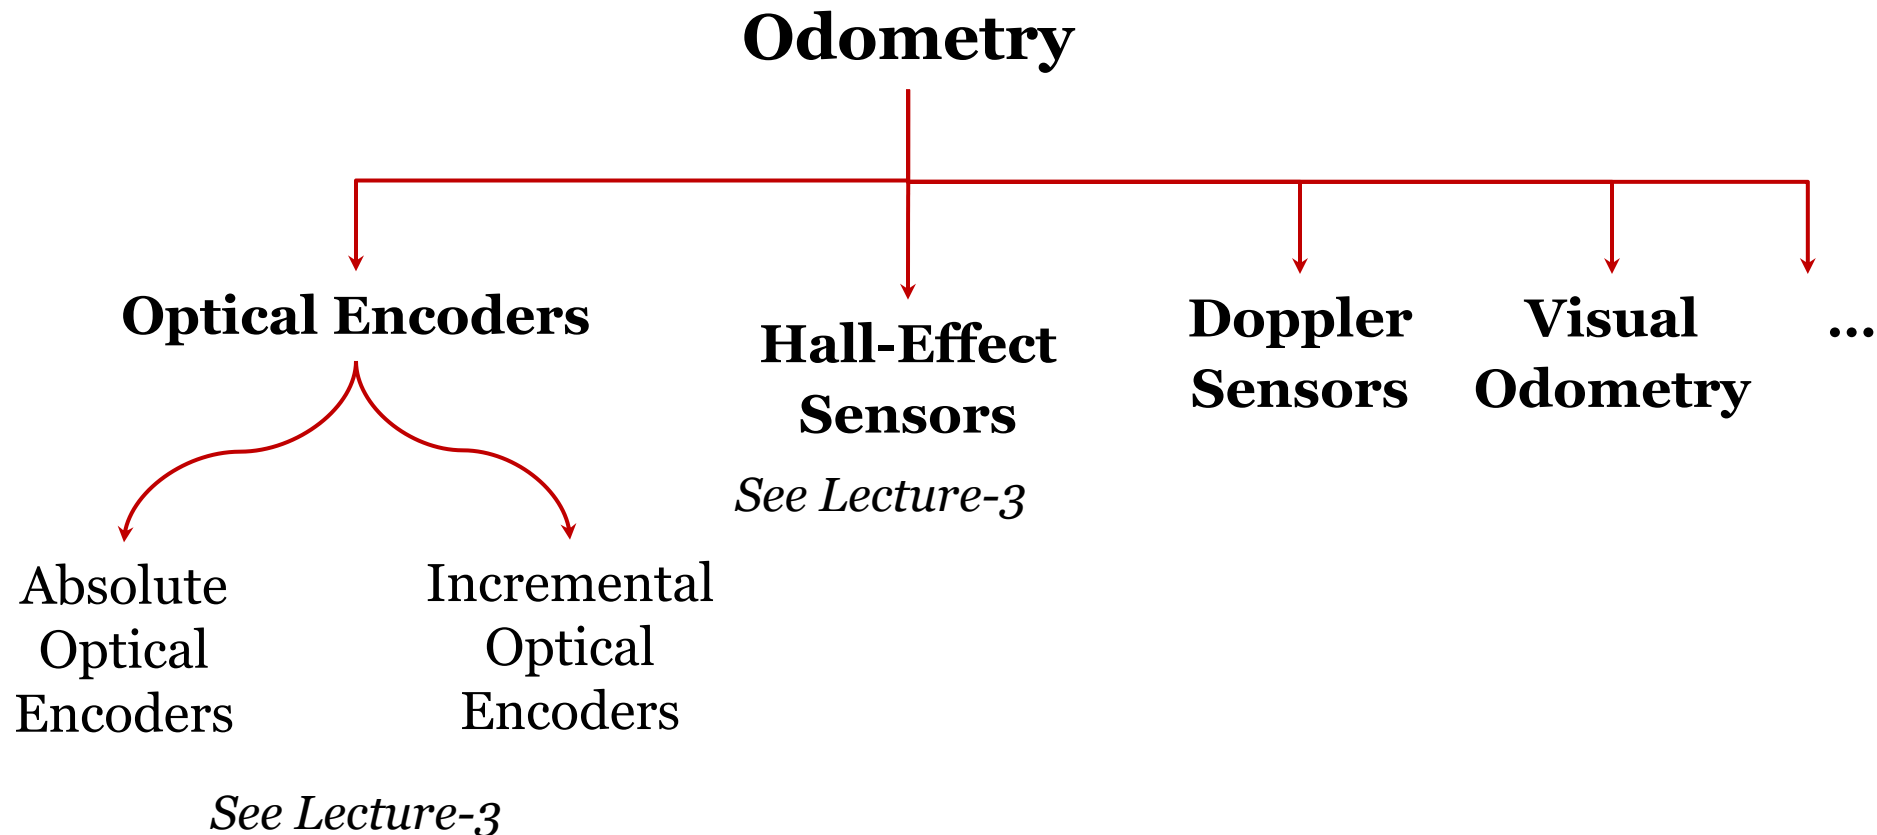 Odometry
Optical Encoders
Hall-Effect
Sensors
See Lecture-3
Doppler
Sensors
Visual
Odometry
...
Absolute
Optical
Encoders
Incremental
Optical
Encoders
See Lecture-3